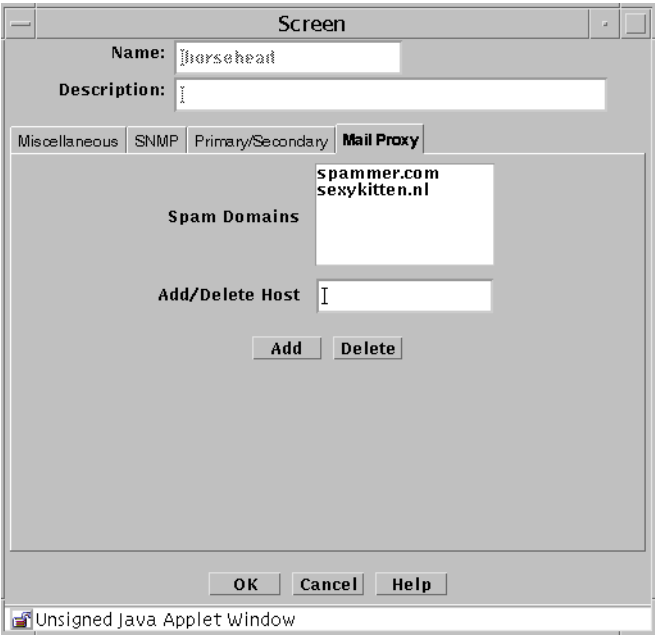 Screen
Name: horsehead
Description:
Miscellaneous SNMP Primary/Secondary Mail Proxy
spammer.com
sexykitten.nl
Spam Domains
Add/Delete Host
Add Delete
OK Cancel Help
Unsigned Java Applet Window